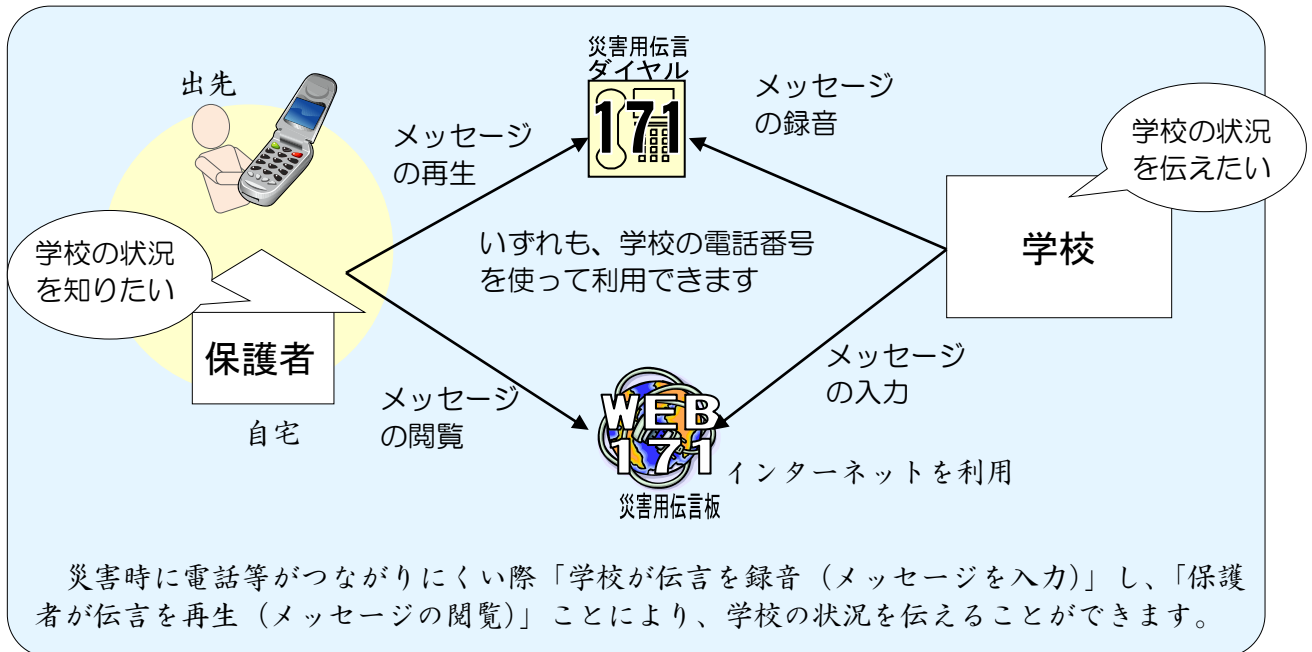 災害用伝言
ダイヤル
171
出先
メッセージ
の再生
メッセージ
の録音
学校の状況
を伝えたい
学校の状況
を知りたい
いずれも、学校の電話番号
を使って利用できます
学校
保護者
自宅
メッセージ
の閲覧
メッセージ
の入力
WEB
171
インターネットを利用
災害用伝言板
災害時に電話等がつながりにくい際「学校が伝言を録音（メッセージを入力）」し、「保護
者が伝言を再生（メッセージの閲覧）」ことにより、学校の状況を伝えることができます。